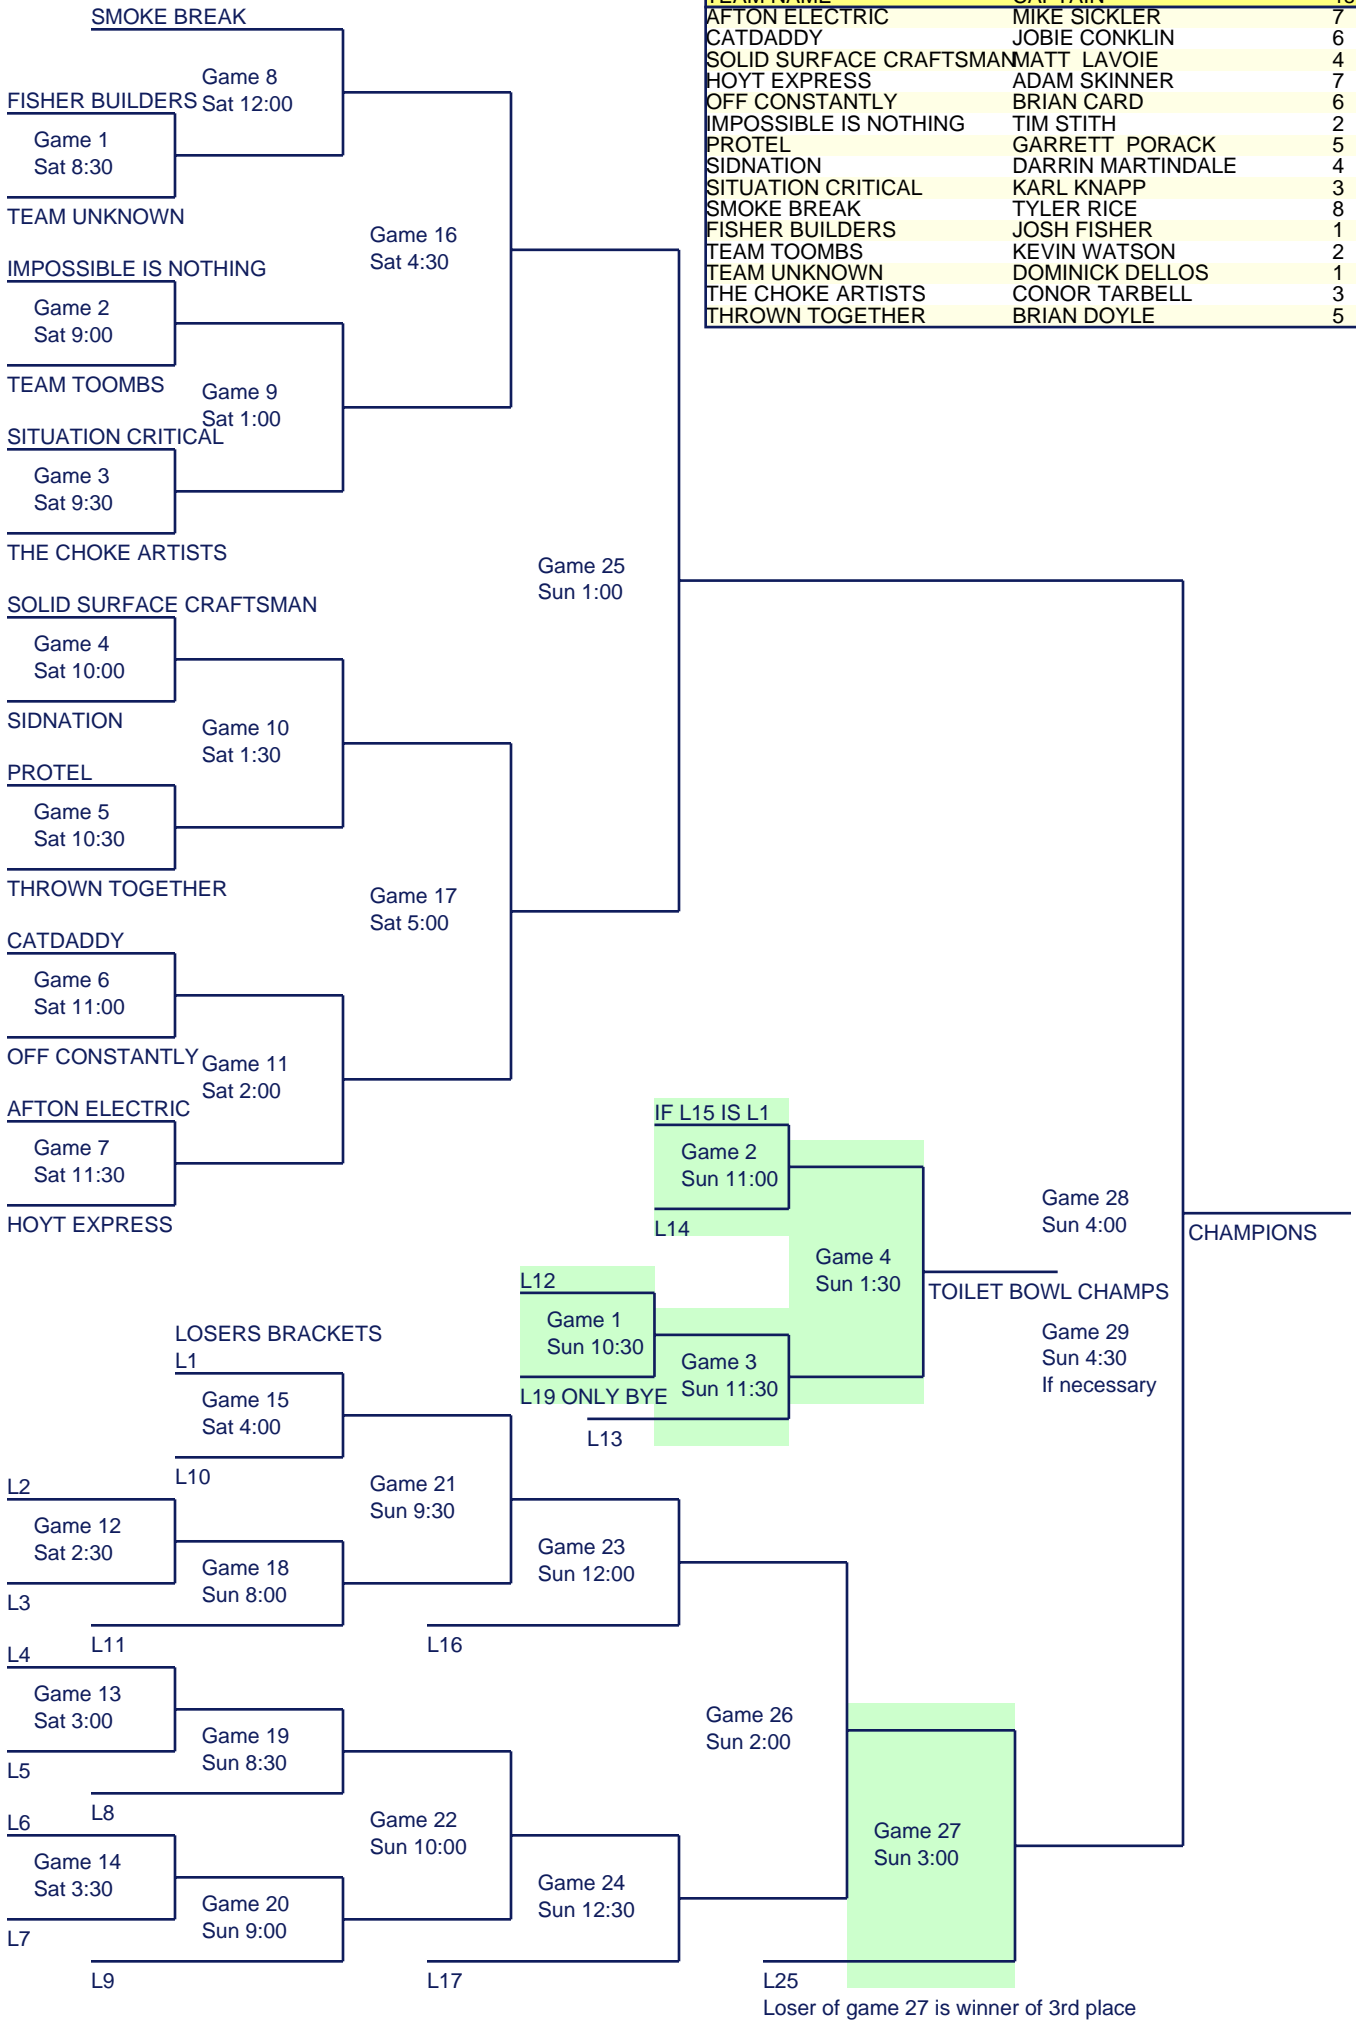 SMOKE BREAK
Game 8
Sat 12:00
FISHER BUILDERS
Game 1
Sat 8:30
TEAM UNKNOWN
Game 16
Sat 4:30
IMPOSSIBLE IS NOTHING
Game 2
Sat 9:00
TEAM TOOMBS
Game 9
Sat 1:00
SITUATION CRITICAL
Game 3
Sat 9:30
THE CHOKE ARTISTS
Game 25
Sun 1:00
SOLID SURFACE CRAFTSMAN
Game 4
Sat 10:00
SIDNATION
Game 10
Sat 1:30
PROTEL
Game 5
Sat 10:30
THROWN TOGETHER
Game 17
Sat 5:00
CATDADDY
Game 6
Sat 11:00
OFF CONSTANTLY
Game 11
Sat 2:00
AFTON ELECTRIC
Game 7
Sat 11:30
HOYT EXPRESS
TEAM NAME CAPTAIN
AFTON ELECTRIC MIKE SICKLER 7
CATDADDY JOBIE CONKLIN 6
SOLID SURFACE CRAFTSMAN MATT LAVOIE 4
HOYT EXPRESS ADAM SKINNER 7
OFF CONSTANTLY BRIAN CARD 6
IMPOSSIBLE IS NOTHING TIM STITH 2
PROTEL GARRETT PORACK 5
SIDNATION DARRIN MARTINDALE 4
SITUATION CRITICAL KARL KNAPP 3
SMOKE BREAK TYLER RICE 8
FISHER BUILDERS JOSH FISHER 1
TEAM TOOMBS KEVIN WATSON 2
TEAM UNKNOWN DOMINICK DELLOS 1
THE CHOKE ARTISTS CONOR TARBELL 3
THROWN TOGETHER BRIAN DOYLE 5
IF L15 IS L1
Game 2
Sun 11:00
L14
Game 4
Sun 1:30
L12
Game 1
Sun 10:30
L19 ONLY BYE
Game 3
Sun 11:30
L13
TOILET BOWL CHAMPS
Game 28
Sun 4:00
CHAMPIONS
Game 29
Sun 4:30
If necessary
LOSERS BRACKETS
L1
Game 15
Sat 4:00
L10
Game 21
Sun 9:30
L2
Game 12
Sat 2:30
L3
Game 18
Sun 8:00
L11
Game 23
Sun 12:00
L16
L4
Game 13
Sat 3:00
L5
Game 19
Sun 8:30
L8
Game 26
Sun 2:00
L6
Game 14
Sat 3:30
L7
Game 22
Sun 10:00
Game 20
Sun 9:00
L9
Game 24
Sun 12:30
L17
Game 27
Sun 3:00
L25
Loser of game 27 is winner of 3rd place